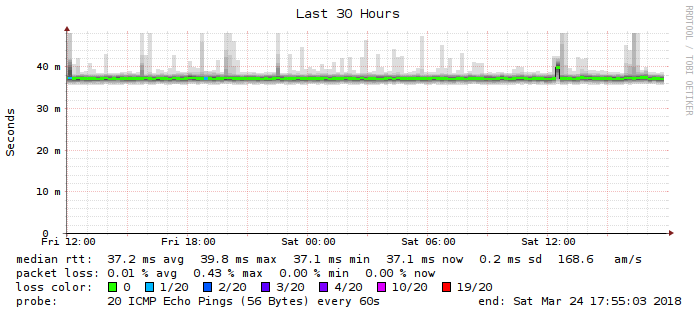 Last 30 Hours
RRDTOOL / TOBI OETIKER
Seconds
40 m
30 m
20 m
10 m
0
Fri 12:00 Fri 18:00 Sat 00:00 Sat 06:00 Sat 12:00
median rtt: 37.2 ms avg 39.8 ms max 37.1 ms min 37.1 ms now 0.2 ms sd 168.6 am/s
packet loss: 0.01 % avg 0.43 % max 0.00 % min 0.00 % now
loss color: 0 1/20 2/20 3/20 4/20 10/20 19/20
probe: 20 ICMP Echo Pings (56 Bytes) every 60s end: Sat Mar 24 17:55:03 2018